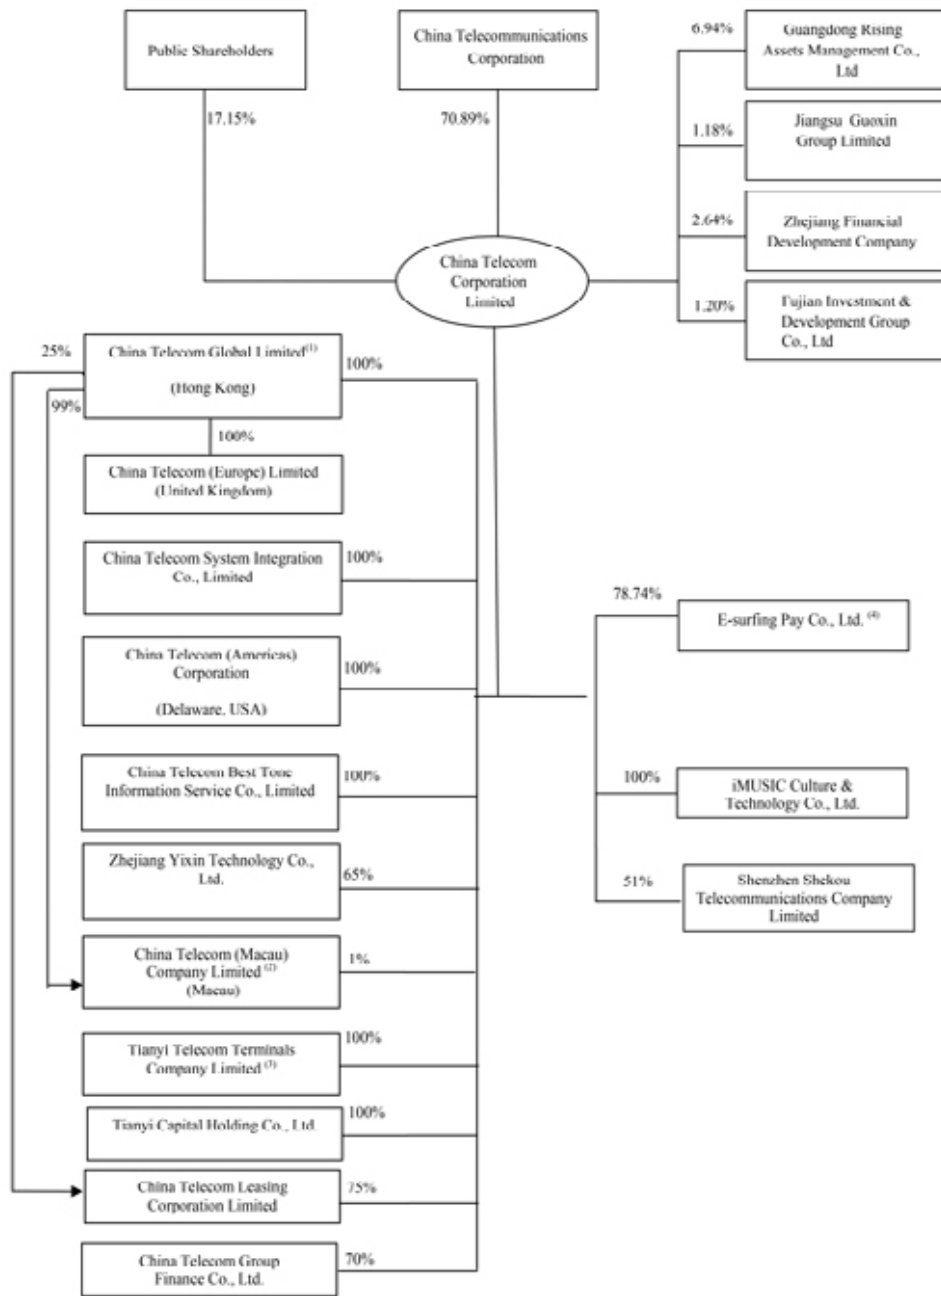 Public Shareholders
China Telecommunications
Corporation
6.94%
Guangdong Rising
Assets Management Co.,
Ltd
17.15%
70.89%
1.18%
Jiangsu Guoxin
Group Limited
2.64%
Zhejiang Financial
Development Company
China Telecom
Corporation
Limited
1.20%
Fujian Investment &
Development Group
Co., Ltd
25%
China Telecom Global Limited(1)
(Hong Kong)
100%
99%
100%
China Telecom (Europe) Limited
(United Kingdom)
China Telecom System Integration
Co., Limited
100%
78.74%
E-surfing Pay Co., Ltd. (4)
China Telecom (Americas)
Corporation
(Delaware, USA)
100%
China Telecom Best Tone
Information Service Co., Limited
100%
100%
iMUSIC Culture &
Technology Co., Ltd.
Zhejiang Yixin Technology Co.,
Ltd.
65%
51%
Shenzhen Shekou
Telecommunications Company
Limited
China Telecom (Macau)
Company Limited (2)
(Macau)
1%
Tianyi Telecom Terminals
Company Limited (3)
100%
Tianyi Capital Holding Co., Ltd.
100%
China Telecom Leasing
Corporation Limited
75%
China Telecom Group
Finance Co., Ltd.
70%